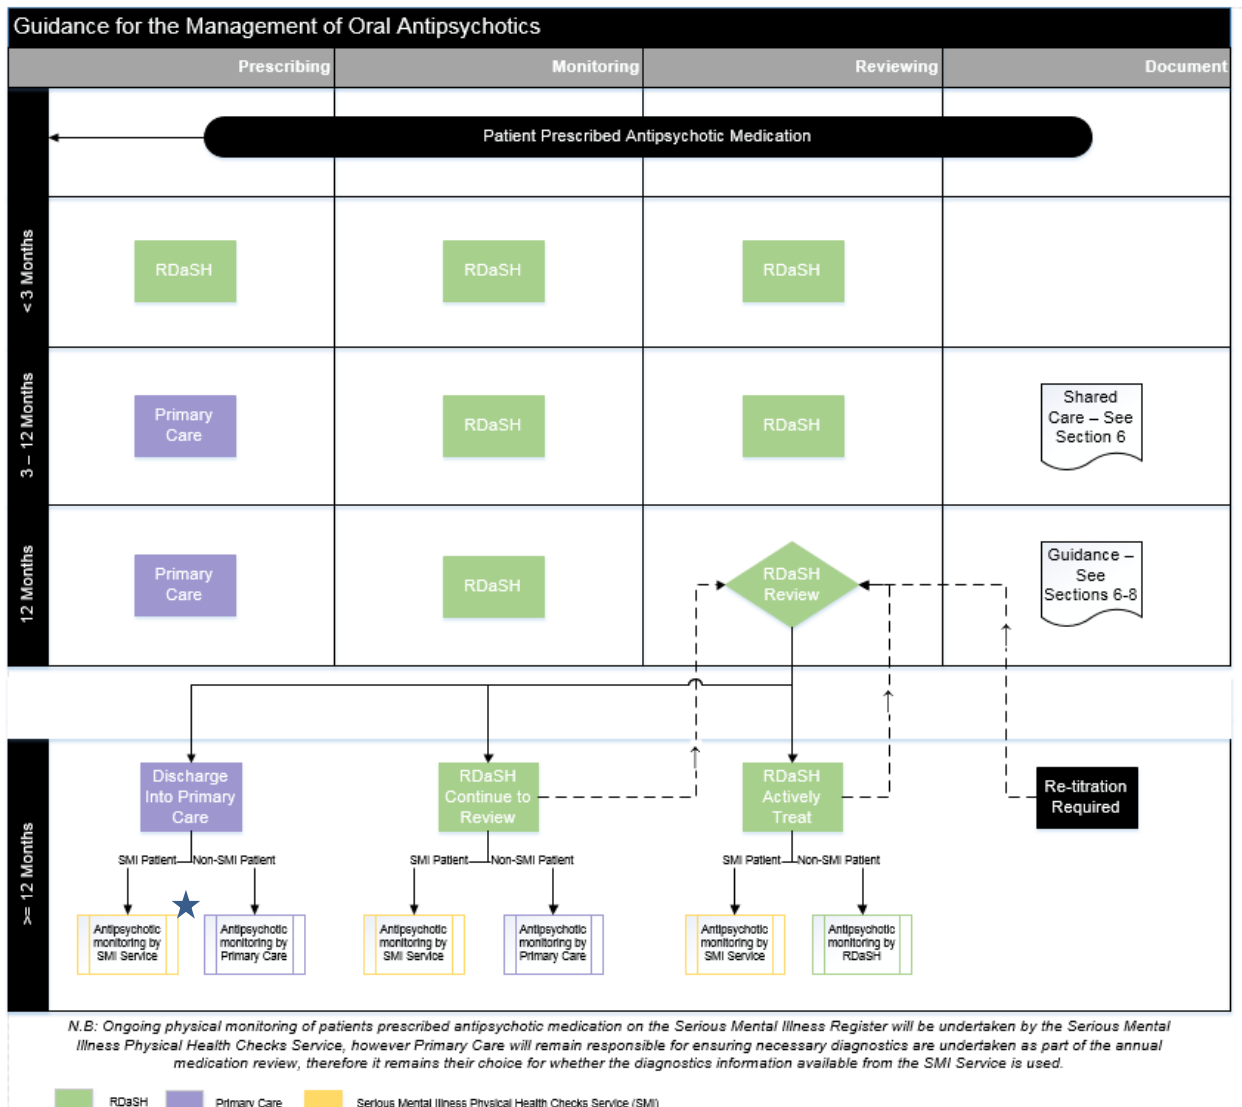 Guidance for the Management of Oral Antipsychotics
Prescribing
Monitoring
Reviewing
Document
Patient Prescribed Antipsychotic Medication
< 3 Months
RDaSH
RDaSH
RDaSH
3 – 12 Months
Primary
Care
RDaSH
RDaSH
Shared
Care – See
Section 6
12 Months
Primary
Care
RDaSH
RDaSH
Review
Guidance –
See
Sections 6-8
>= 12 Months
Discharge
Into Primary
Care
RDaSH
Continue to
Review
RDaSH
Actively
Treat
Re-titration
Required
SMI Patient
Non-SMI Patient
SMI Patient
Non-SMI Patient
SMI Patient
Non-SMI Patient
Antipsychotic
monitoring by
SMI Service
Antipsychotic
monitoring by
Primary Care
Antipsychotic
monitoring by
SMI Service
Antipsychotic
monitoring by
Primary Care
Antipsychotic
monitoring by
SMI Service
Antipsychotic
monitoring by
RDaSH
N.B: Ongoing physical monitoring of patients prescribed antipsychotic medication on the Serious Mental Illness Register will be undertaken by the Serious Mental
Illness Physical Health Checks Service, however Primary Care will remain responsible for ensuring necessary diagnostics are undertaken as part of the annual
medication review, therefore it remains their choice for whether the diagnostics information available from the SMI Service is used.
RDaSH
Primary Care
Serious Mental Illness Physical Health Checks Service (SMI)